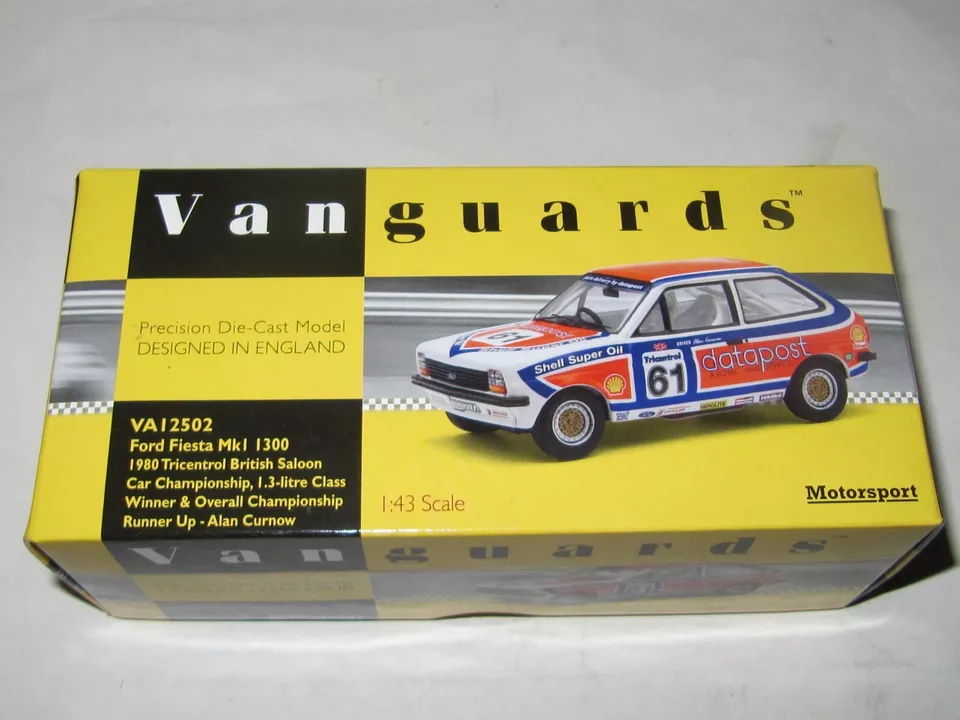 Vanguards™
Precision Die-Cast Model
DESIGNED IN ENGLAND
VA12502
Ford Fiesta Mk1 1300
1980 Tricentrol British Saloon
Car Championship, 1.3-litre Class
Winner & Overall Championship
Runner Up - Alan Curnow
1:43 Scale
Motorsport
61
Shell Super Oil
Tricentrol
61
datapost
Vanguards™